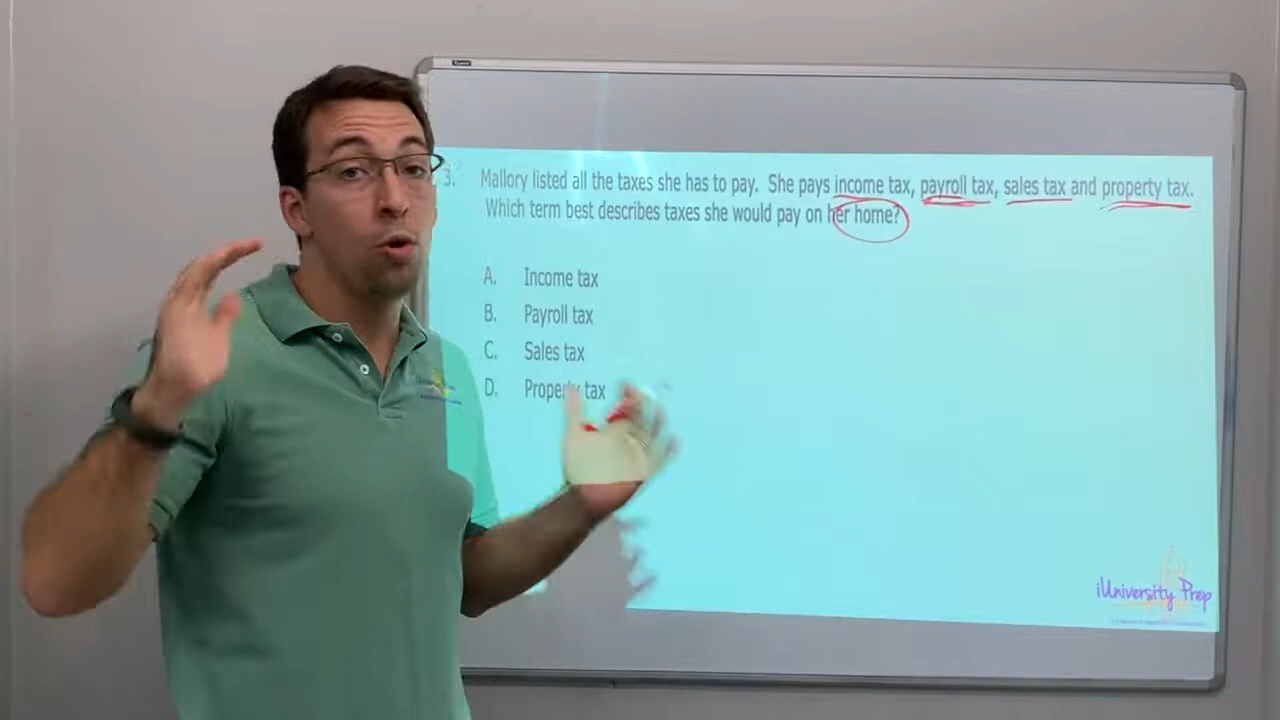 3. Mallory listed all the taxes she has to pay. She pays income tax, payroll tax, sales tax and property tax.
Which term best describes taxes she would pay on her home?
A. Income tax
B. Payroll tax
C. Sales tax
D. Property tax
iUniversity Prep